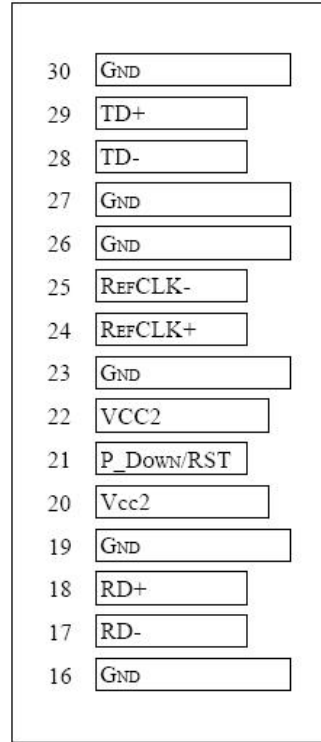 30 GND
29 TD+
28 TD-
27 GND
26 GND
25 REFCLK-
24 REFCLK+
23 GND
22 VCC2
21 P_DOWN/RST
20 Vcc2
19 GND
18 RD+
17 RD-
16 GND